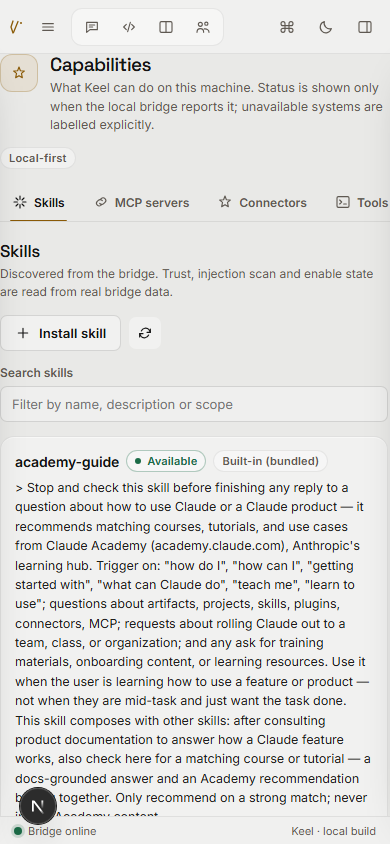 Capabilities
What Keel can do on this machine. Status is shown only
when the local bridge reports it; unavailable systems are
labelled explicitly.
Local-first
Skills
MCP servers
Connectors
Tools
Skills
Discovered from the bridge. Trust, injection scan and enable state
are read from real bridge data.
Install skill
Search skills
Filter by name, description or scope
academy-guide
Available
Built-in (bundled)
> Stop and check this skill before finishing any reply to a
question about how to use Claude or a Claude product — it
recommends matching courses, tutorials, and use cases
from Claude Academy (academy.claude.com), Anthropic's
learning hub. Trigger on: "how do I", "how can I", "getting
started with", "what can Claude do", "teach me", "learn to
use"; questions about artifacts, projects, skills, plugins,
connectors, MCP; requests about rolling Claude out to a
team, class, or organization; and any ask for training
materials, onboarding content, or learning resources. Use it
when the user is learning how to use a feature or product —
not when they are mid-task and just want the task done.
This skill composes with other skills: after consulting
product documentation to answer how a Claude feature
works, also check here for a matching course or tutorial — a
docs-grounded answer and an Academy recommendation
together. Only recommend on a strong match; never
N
Bridge online
Keel · local build